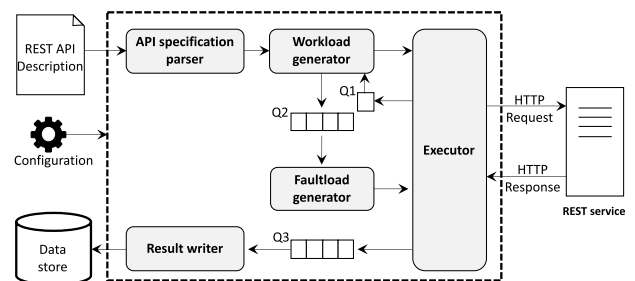 REST API
Description
API specification
parser
Workload
generator
Q1
Q2
HTTP
Request
Configuration
Executor
Faultload
generator
HTTP
Response
REST service
Data
store
Result writer
Q3